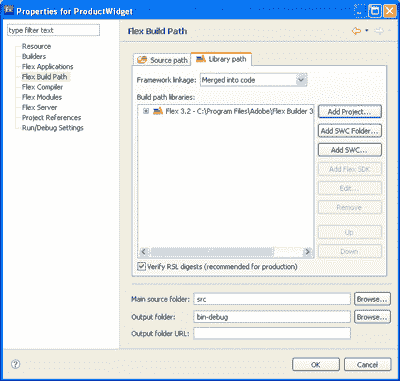 Properties for ProductWidget
type filter text
Flex Build Path
Resource
Builders
Flex Applications
Flex Build Path
Flex Compiler
Flex Modules
Flex Server
Project References
Run/Debug Settings
Source path
Library path
Framework linkage: Merged into code
Build path libraries:
Flex 3.2 - C:\Program Files\Adobe\Flex Builder 3
Add Project...
Add SWC Folder...
Add SWC...
Add Flex SDK
Edit...
Remove
Up
Down
Verify RSL digests (recommended for production)
Main source folder: src Browse...
Output folder: bin-debug Browse...
Output folder URL:
OK Cancel